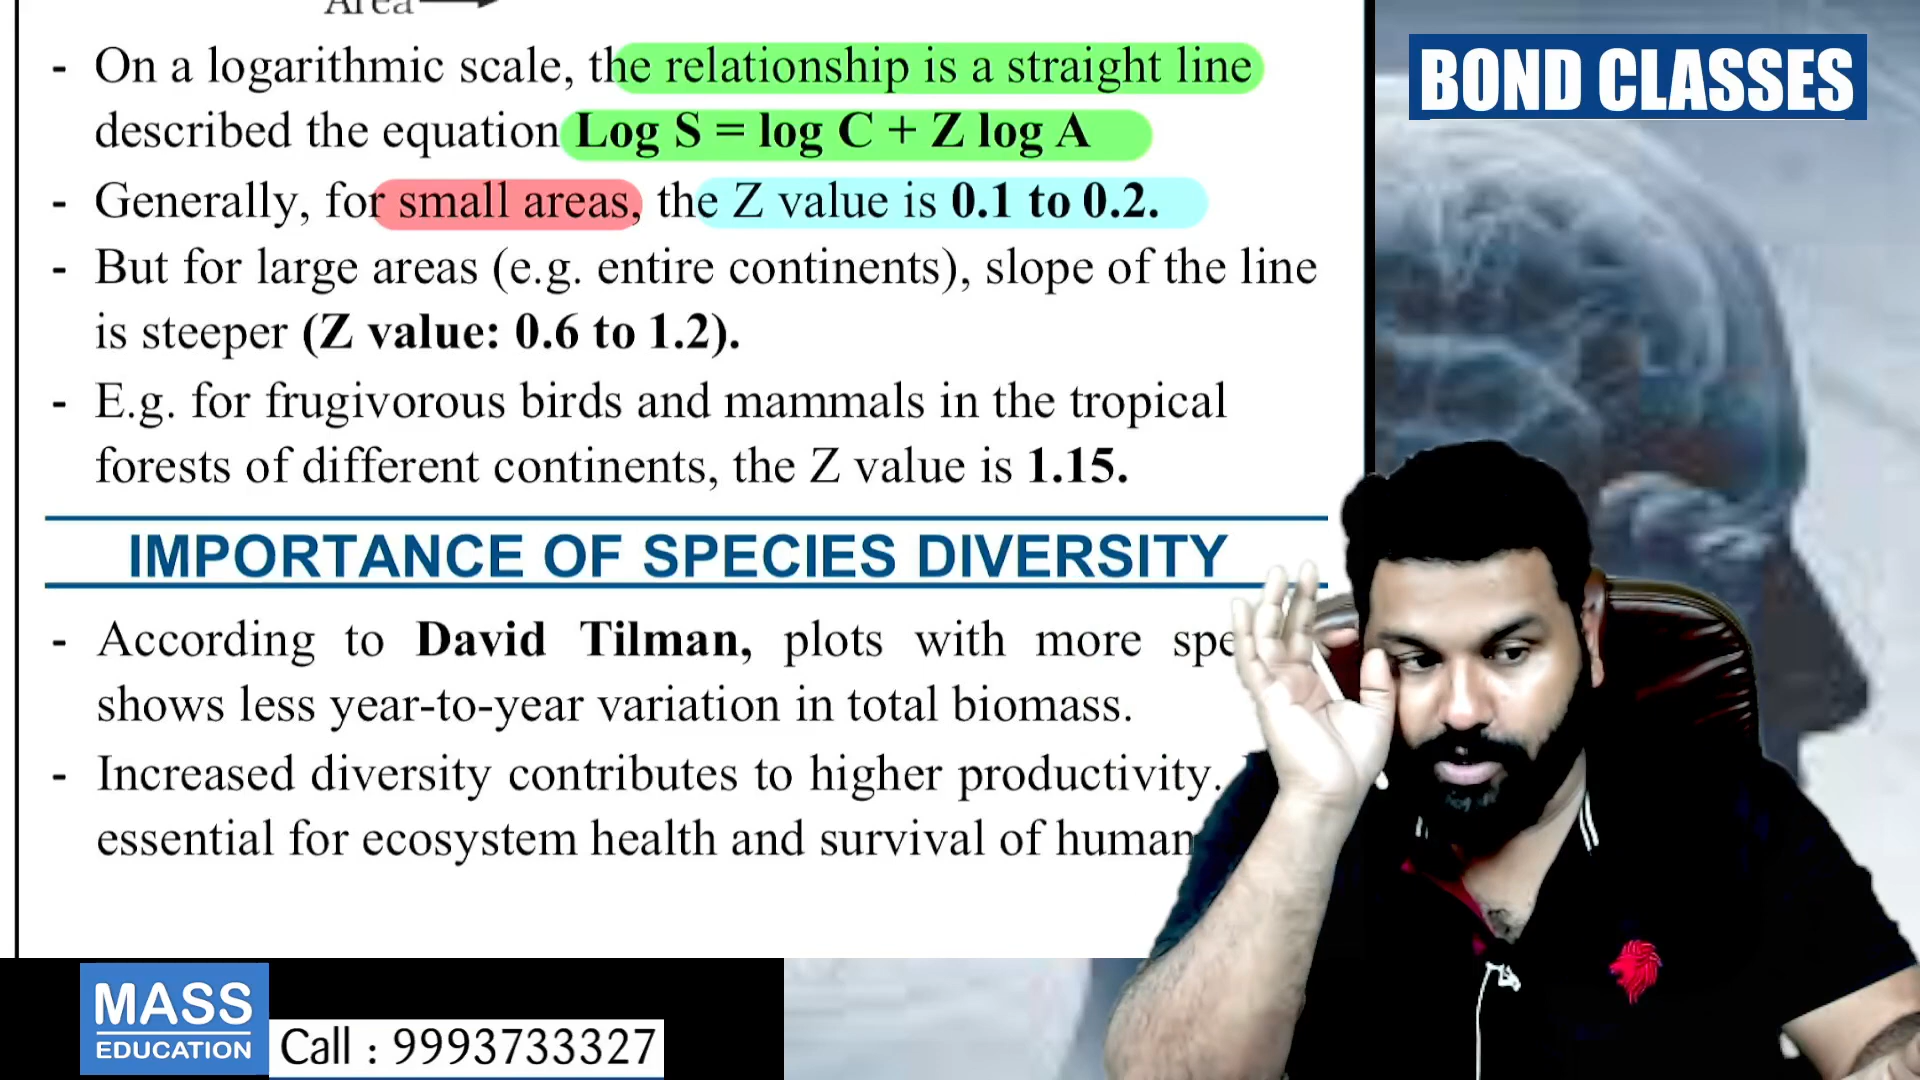 Area
- On a logarithmic scale, the relationship is a straight line
described the equation Log S = log C + Z log A
- Generally, for small areas, the Z value is 0.1 to 0.2.
- But for large areas (e.g. entire continents), slope of the line
is steeper (Z value: 0.6 to 1.2).
- E.g. for frugivorous birds and mammals in the tropical
forests of different continents, the Z value is 1.15.
IMPORTANCE OF SPECIES DIVERSITY
- According to David Tilman, plots with more spe
shows less year-to-year variation in total biomass.
- Increased diversity contributes to higher productivity.
essential for ecosystem health and survival of human
BOND CLASSES
MASS
EDUCATION
Call : 9993733327